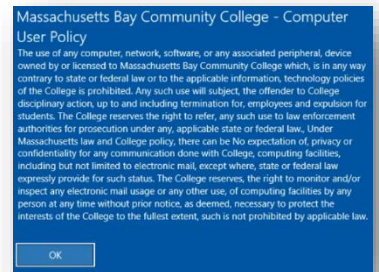 Massachusetts Bay Community College - Computer
User Policy
The use of any computer, network, software, or any associated peripheral, device
owned by or licensed to Massachusetts Bay Community College which, is in any way
contrary to state or federal law or to the applicable information, technology policies
of the College is prohibited. Any such use will subject, the offender to College
disciplinary action, up to and including termination for, employees and expulsion for
students. The College reserves the right to refer, any such use to law enforcement
authorities for prosecution under any, applicable state or federal law., Under
Massachusetts law and College policy, there can be No expectation of, privacy or
confidentiality for any communication done with College, computing facilities,
including but not limited to electronic mail, except where, state or federal law
expressly provide for such status. The College reserves, the right to monitor and/or
inspect any electronic mail usage or any other use, of computing facilities by any
person at any time without prior notice, as deemed, necessary to protect the
interests of the College to the fullest extent, such is not prohibited by applicable law.
OK